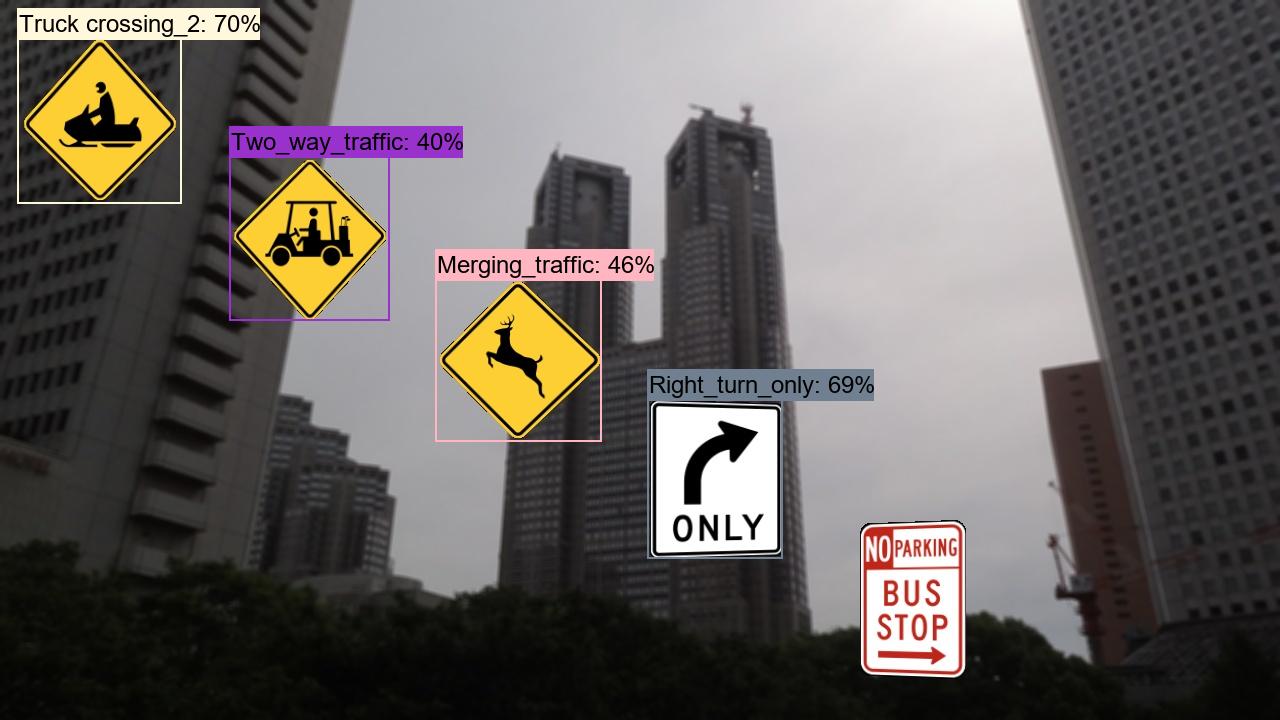 Truck crossing_2: 70%
Two_way_traffic: 40%
Merging_traffic: 46%
Right_turn_only: 69%
ONLY
NO PARKING
BUS
STOP